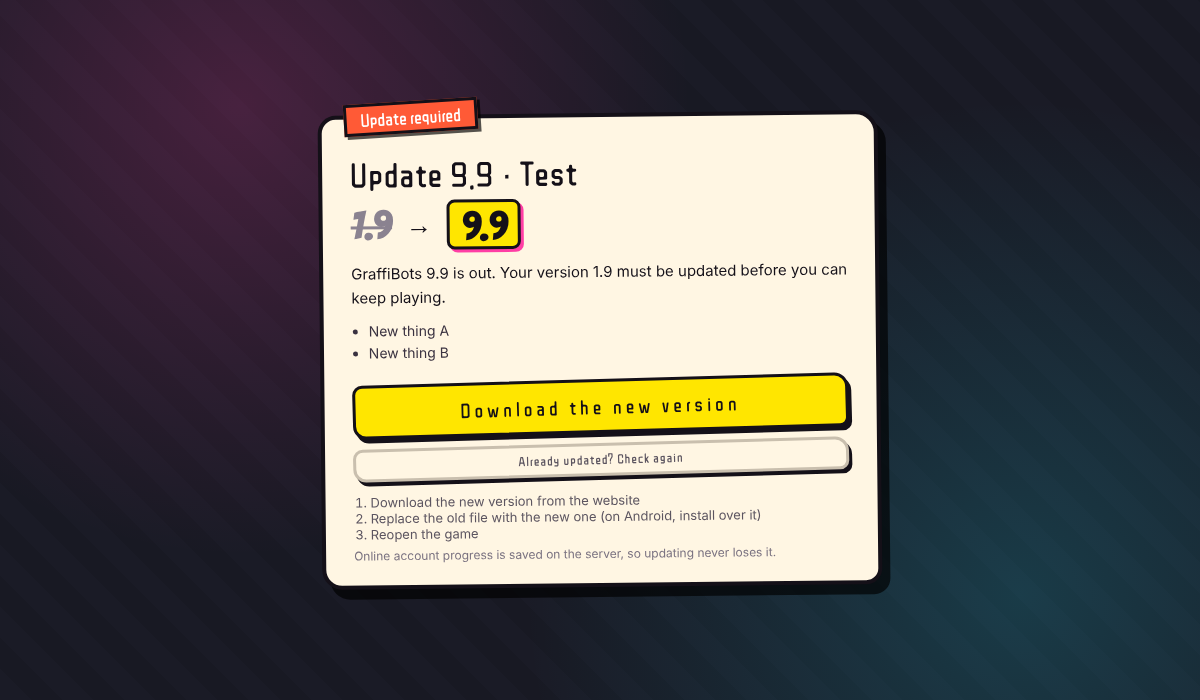 Update required
Update 9.9 · Test
1.9 → 9.9
GraffiBots 9.9 is out. Your version 1.9 must be updated before you can
keep playing.
• New thing A
• New thing B
Download the new version
Already updated? Check again
1. Download the new version from the website
2. Replace the old file with the new one (on Android, install over it)
3. Reopen the game
Online account progress is saved on the server, so updating never loses it.